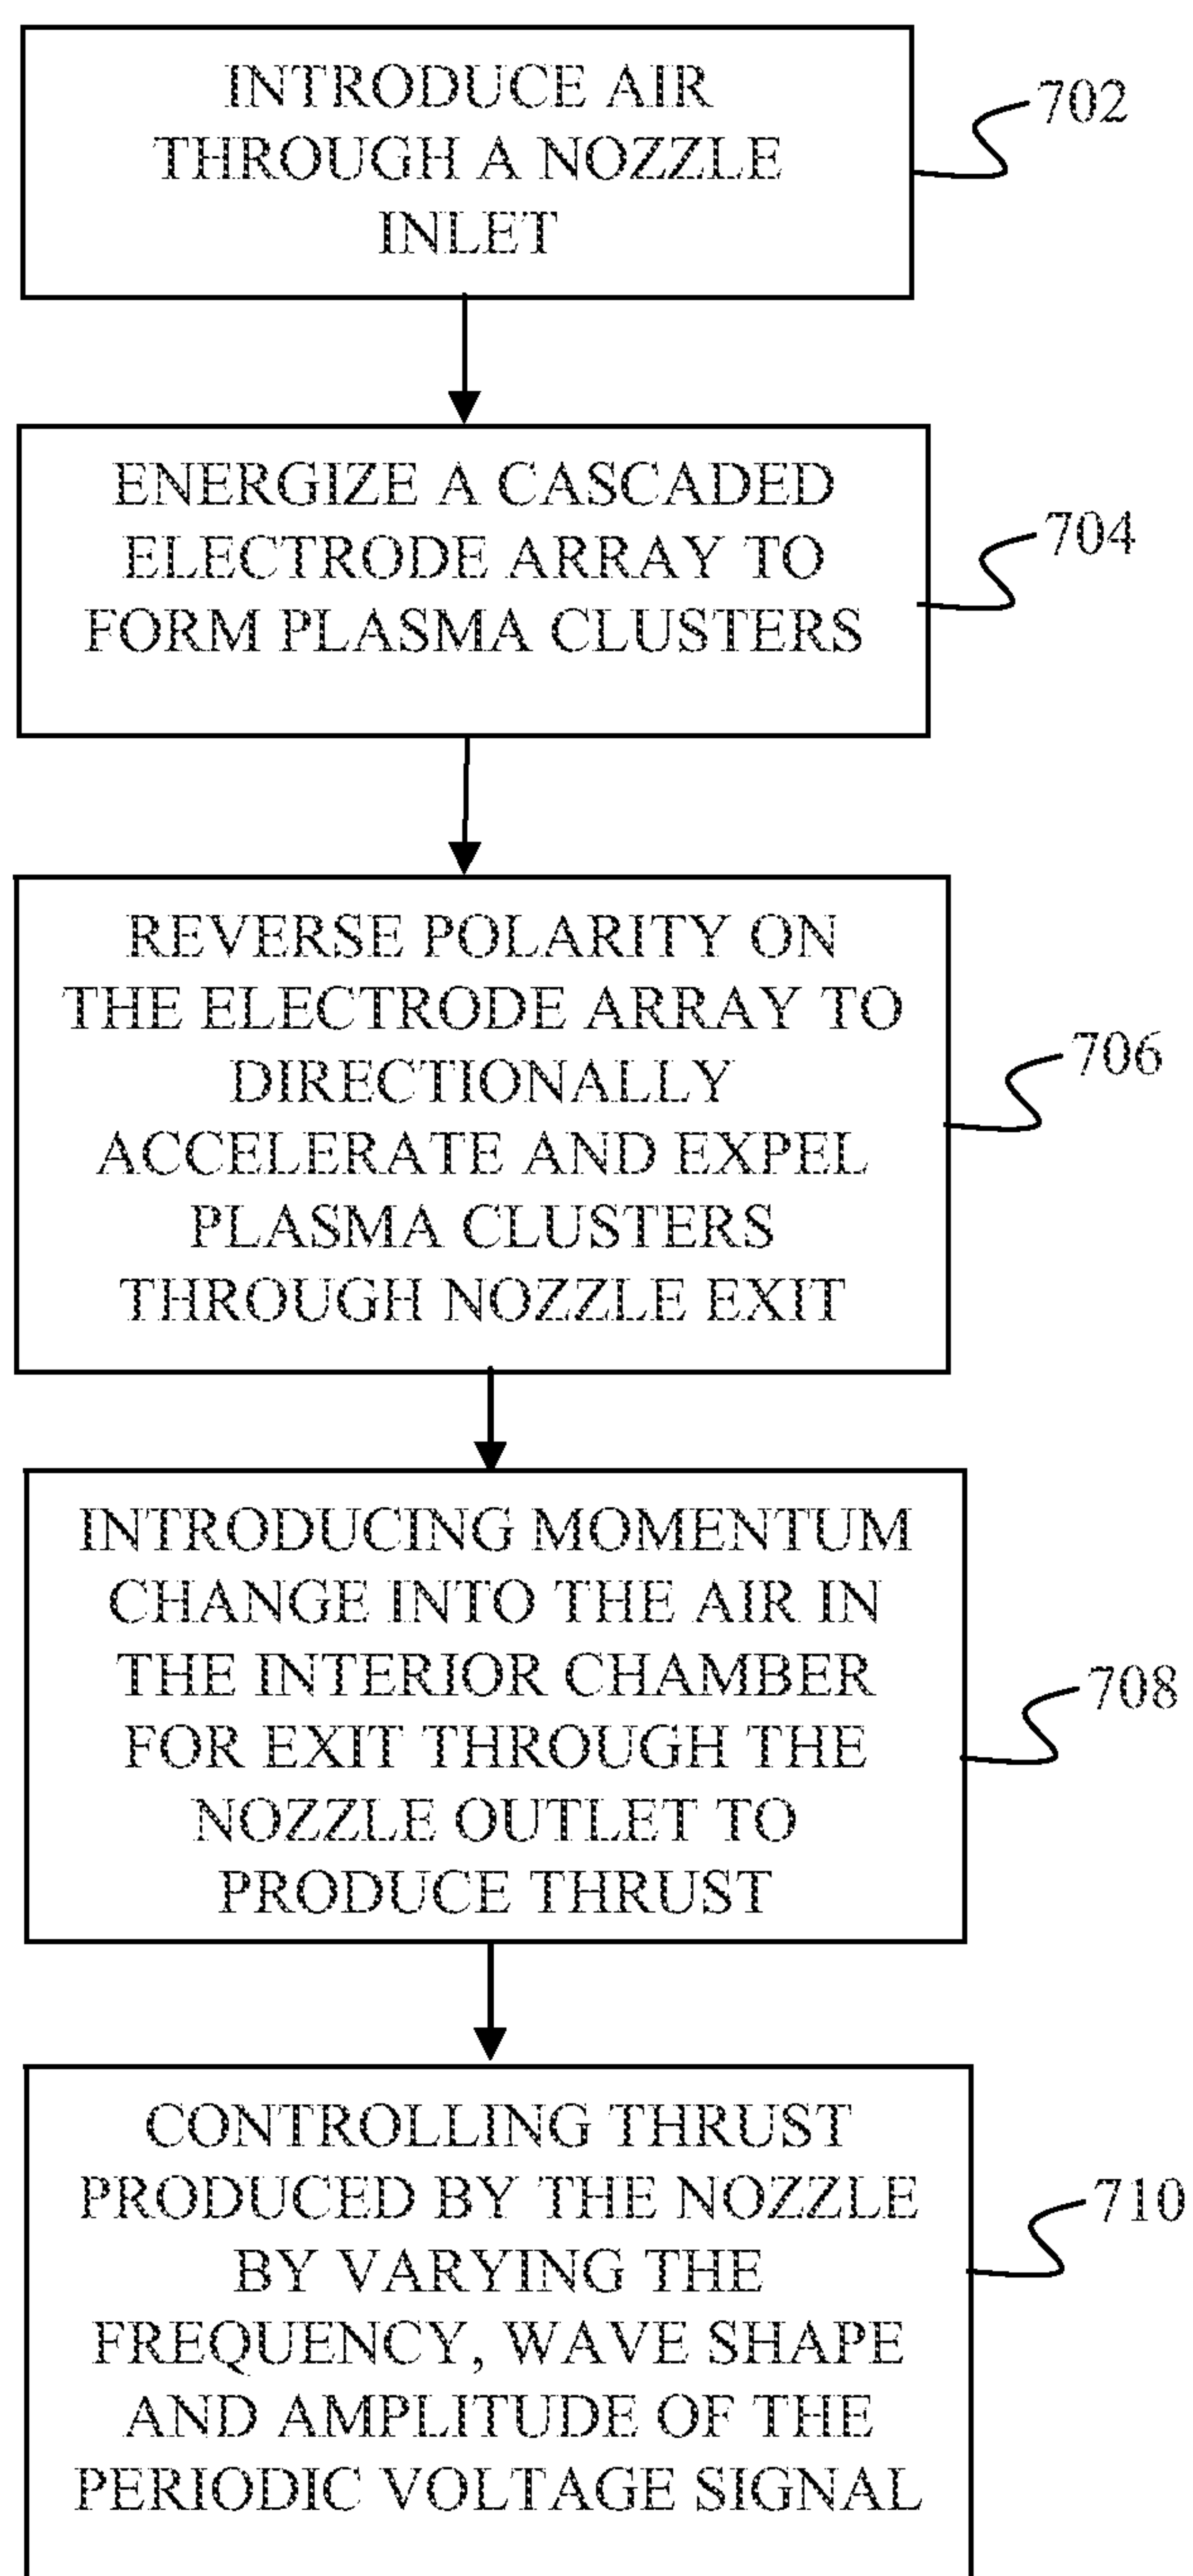 INTRODUCE AIR
THROUGH A NOZZLE
INLET
702
ENERGIZE A CASCADED
ELECTRODE ARRAY TO
FORM PLASMA CLUSTERS
704
REVERSE POLARITY ON
THE ELECTRODE ARRAY TO
DIRECTIONALLY
ACCELERATE AND EXPEL
PLASMA CLUSTERS
THROUGH NOZZLE EXIT
706
INTRODUCING MOMENTUM
CHANGE INTO THE AIR IN
THE INTERIOR CHAMBER
FOR EXIT THROUGH THE
NOZZLE OUTLET TO
PRODUCE THRUST
708
CONTROLLING THRUST
PRODUCED BY THE NOZZLE
BY VARYING THE
FREQUENCY, WAVE SHAPE
AND AMPLITUDE OF THE
PERIODIC VOLTAGE SIGNAL
710